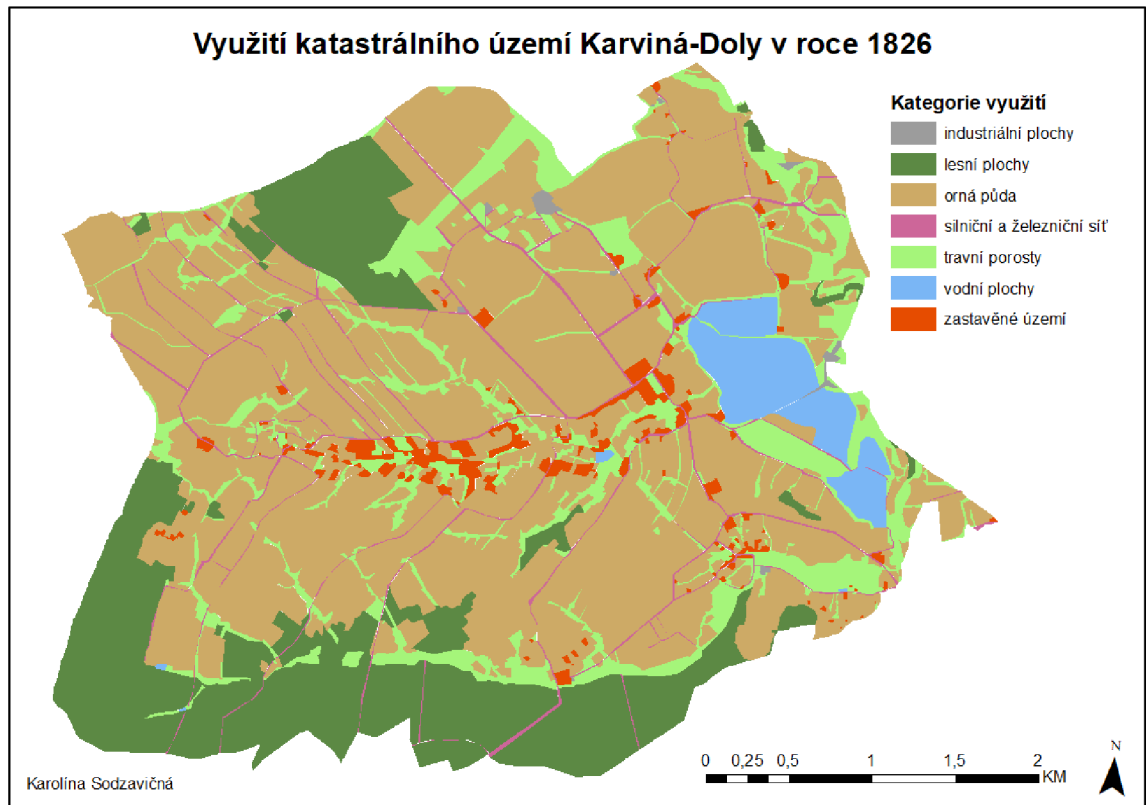 Využití katastrálního území Karviná-Doly v roce 1826
Kategorie využití
industriální plochy
lesní plochy
orná půda
silniční a železniční síť
travní porosty
vodní plochy
zastavěné území
Karolína Sodzavičná
0 0,25 0,5 1 1,5 2
KM
N